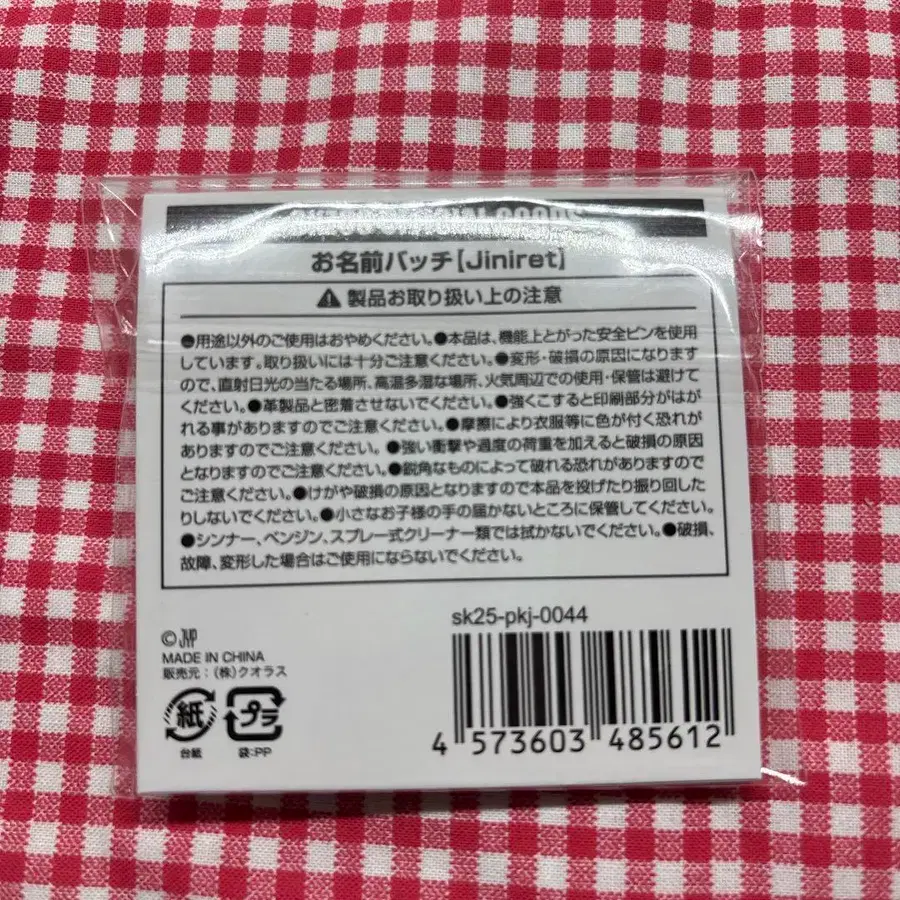 お名前バッチ【Jiniret】
⚠ 製品お取り扱い上の注意
●用途以外のご使用はおやめください。●本品は、機能上とがった安全ピンを使用
しています。取り扱いには十分ご注意ください。●変形・破損の原因になります
ので、直射日光の当たる場所、高温多湿な場所、火気周辺での使用・保管は避けて
ください。●革製品と密着させないでください。●強くこすると印刷部分がはが
れる事がありますのでご注意ください。●摩擦により衣服等に色が付く恐れが
ありますのでご注意ください。●強い衝撃や過度の荷重を加えると破損の原因
となりますのでご注意ください。●鋭角なものによって破れる恐れがありますので
ご注意ください。●けがや破損の原因となりますので本品を投げたり振り回した
りしないでください。●小さなお子様の手の届かないところに保管してください。
●シンナー、ベンジン、スプレー式クリーナー類では拭かないでください。●破損、
故障、変形した場合はご使用にならないでください。
sk25-pkj-0044
© JYP
MADE IN CHINA
販売元：（株）クオラス
紙
プラ
台紙
袋:PP
4 573603 485612